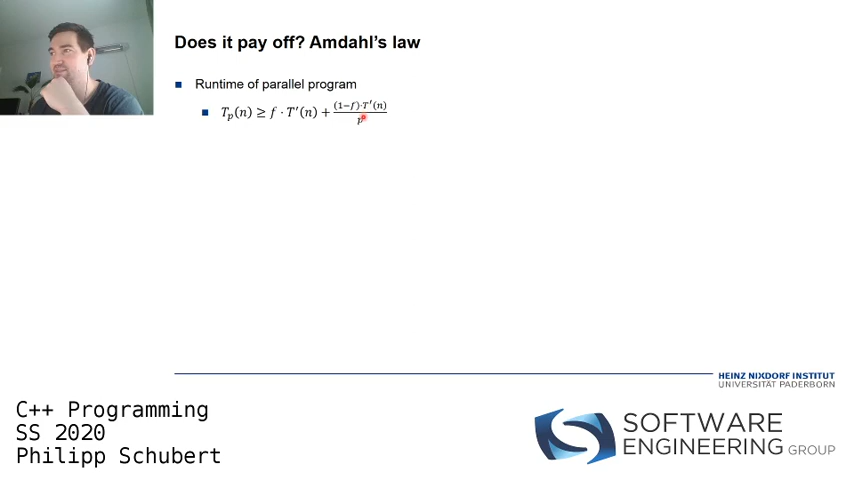 Does it pay off? Amdahl's law
Runtime of parallel program
T_p(n) ≥ f · T'(n) + (1−f)·T'(n) / p
HEINZ NIXDORF INSTITUT
UNIVERSITÄT PADERBORN
C++ Programming
SS 2020
Philipp Schubert
SOFTWARE
ENGINEERING GROUP